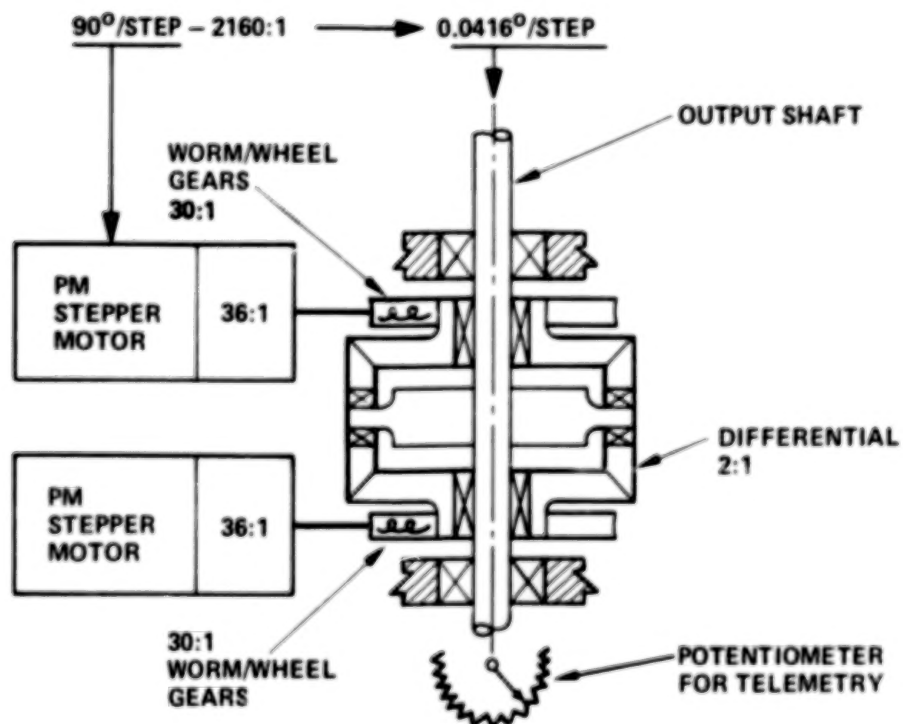 90°/STEP – 2160:1
0.0416°/STEP
OUTPUT SHAFT
WORM/WHEEL
GEARS
30:1
PM
STEPPER
MOTOR
36:1
DIFFERENTIAL
2:1
PM
STEPPER
MOTOR
36:1
30:1
WORM/WHEEL
GEARS
POTENTIOMETER
FOR TELEMETRY